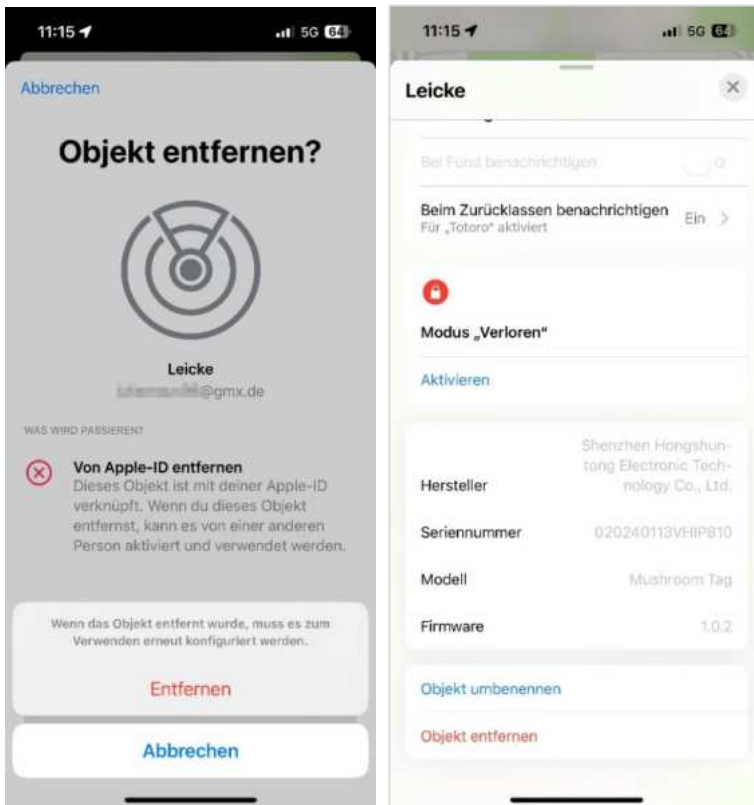 11:15
5G 64
Abbrechen
Objekt entfernen?
Leicke
@gmx.de
WAS WIRD PASSIEREN?
Von Apple-ID entfernen
Dieses Objekt ist mit deiner Apple-ID
verknüpft. Wenn du dieses Objekt
entfernst, kann es von einer anderen
Person aktiviert und verwendet werden.
Wenn das Objekt entfernt wurde, muss es zum
Verwenden erneut konfiguriert werden.
Entfernen
Abbrechen
11:15
5G 64
Leicke
Bei Fund benachrichtigen
Beim Zurücklassen benachrichtigen
Für „Totoro“ aktiviert
Ein
Modus „Verloren“
Aktivieren
Hersteller
Shenzhen Hongshun-
tong Electronic Tech-
nology Co., Ltd.
Seriennummer
020240113VHIP810
Modell
Mushroom Tag
Firmware
1.0.2
Objekt umbenennen
Objekt entfernen